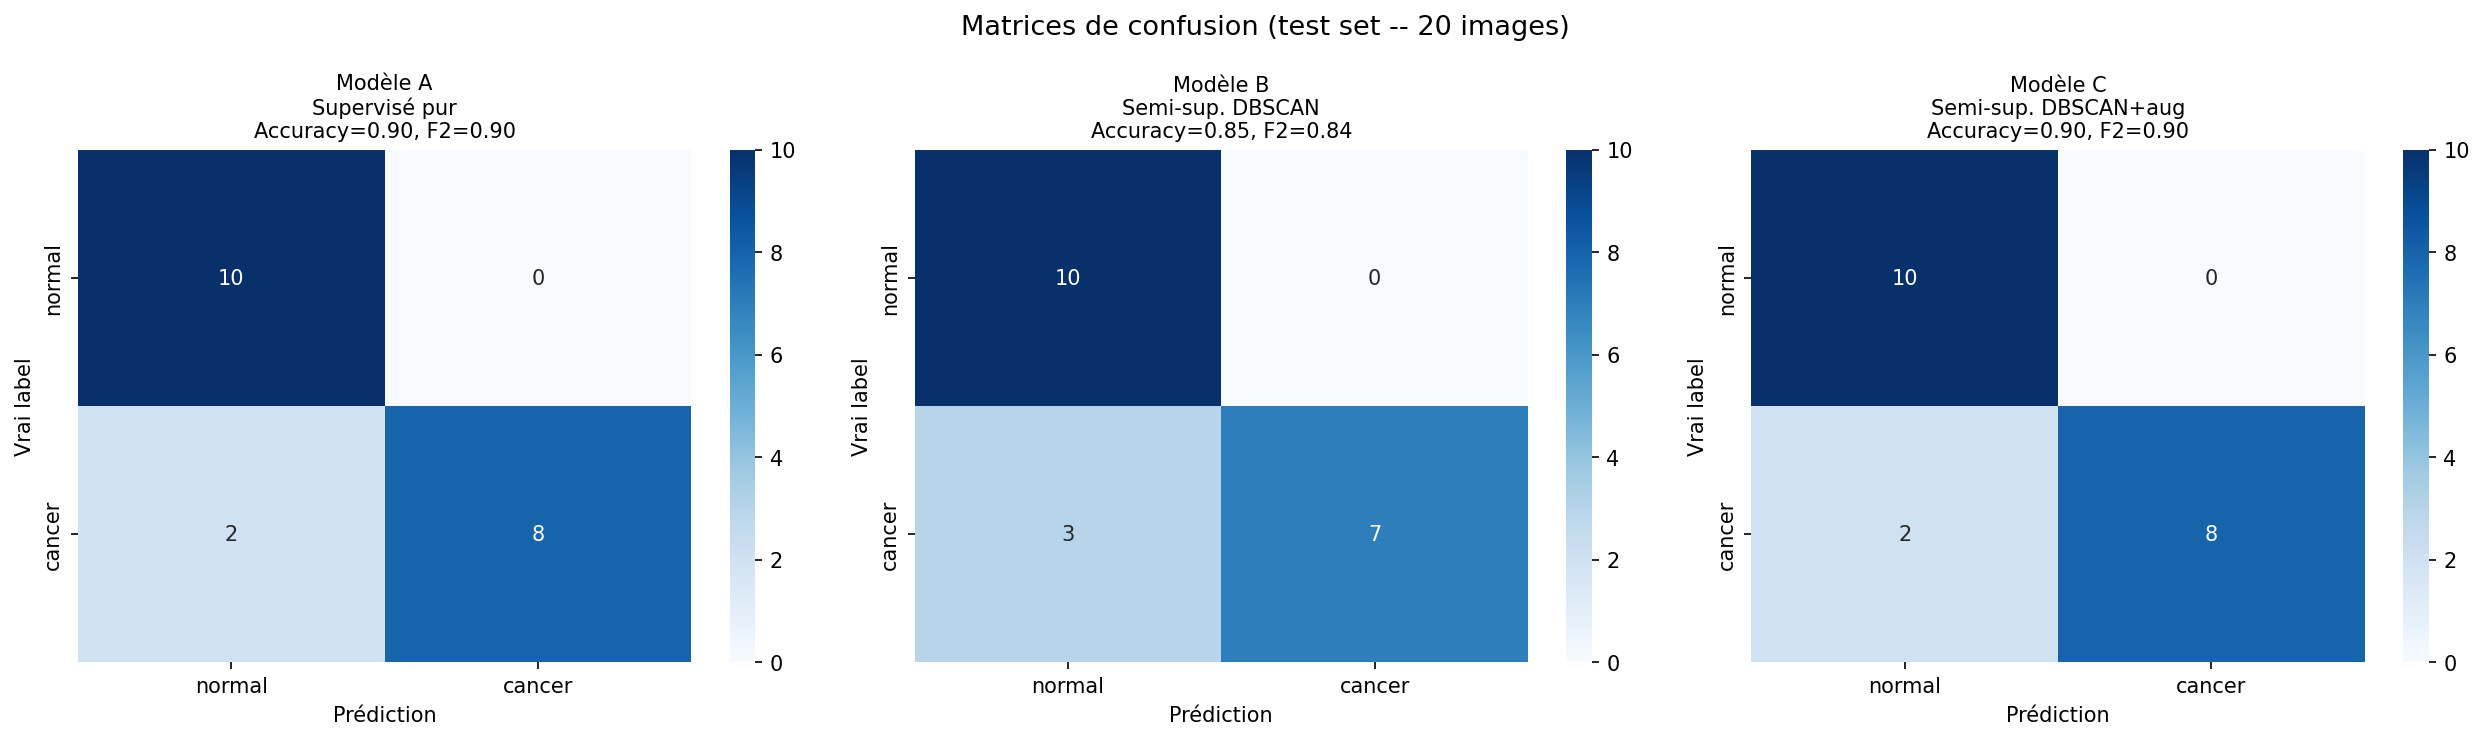 Matrices de confusion (test set -- 20 images)
Modèle A
Supervisé pur
Accuracy=0.90, F2=0.90
Vrai label
normal
cancer
10
0
2
8
normal
cancer
Prédiction
10
8
6
4
2
0
Modèle B
Semi-sup. DBSCAN
Accuracy=0.85, F2=0.84
Vrai label
normal
cancer
10
0
3
7
normal
cancer
Prédiction
10
8
6
4
2
0
Modèle C
Semi-sup. DBSCAN+aug
Accuracy=0.90, F2=0.90
Vrai label
normal
cancer
10
0
2
8
normal
cancer
Prédiction
10
8
6
4
2
0